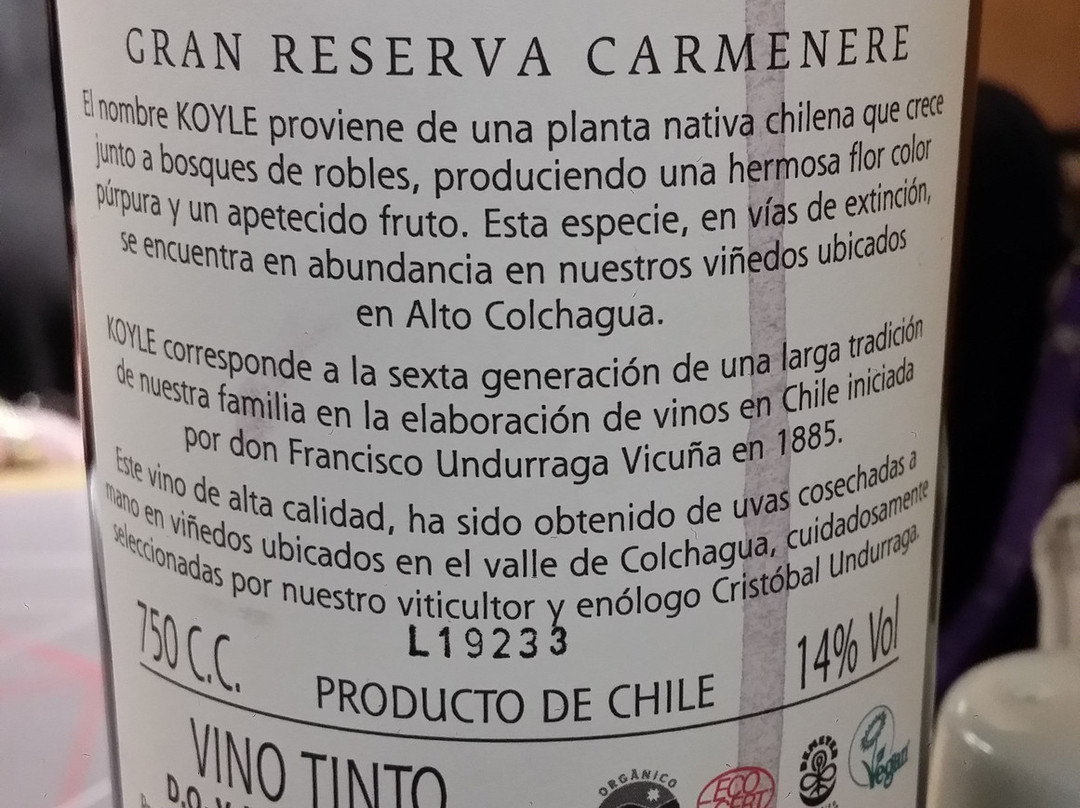 GRAN RESERVA CARMENERE
El nombre KOYLE proviene de una planta nativa chilena que crece
junto a bosques de robles, produciendo una hermosa flor color
púrpura y un apetecido fruto. Esta especie, en vías de extinción,
se encuentra en abundancia en nuestros viñedos ubicados
en Alto Colchagua.
KOYLE corresponde a la sexta generación de una larga tradición
de nuestra familia en la elaboración de vinos en Chile iniciada
por don Francisco Undurraga Vicuña en 1885.
Este vino de alta calidad, ha sido obtenido de uvas cosechadas a
mano en viñedos ubicados en el valle de Colchagua, cuidadosamente
seleccionadas por nuestro viticultor y enólogo Cristóbal Undurraga.
L19233
750 C.C.
14% Vol
PRODUCTO DE CHILE
VINO TINTO
D.O.
ORGÁNICO
ECO
CERT
DEMETER
Vegan